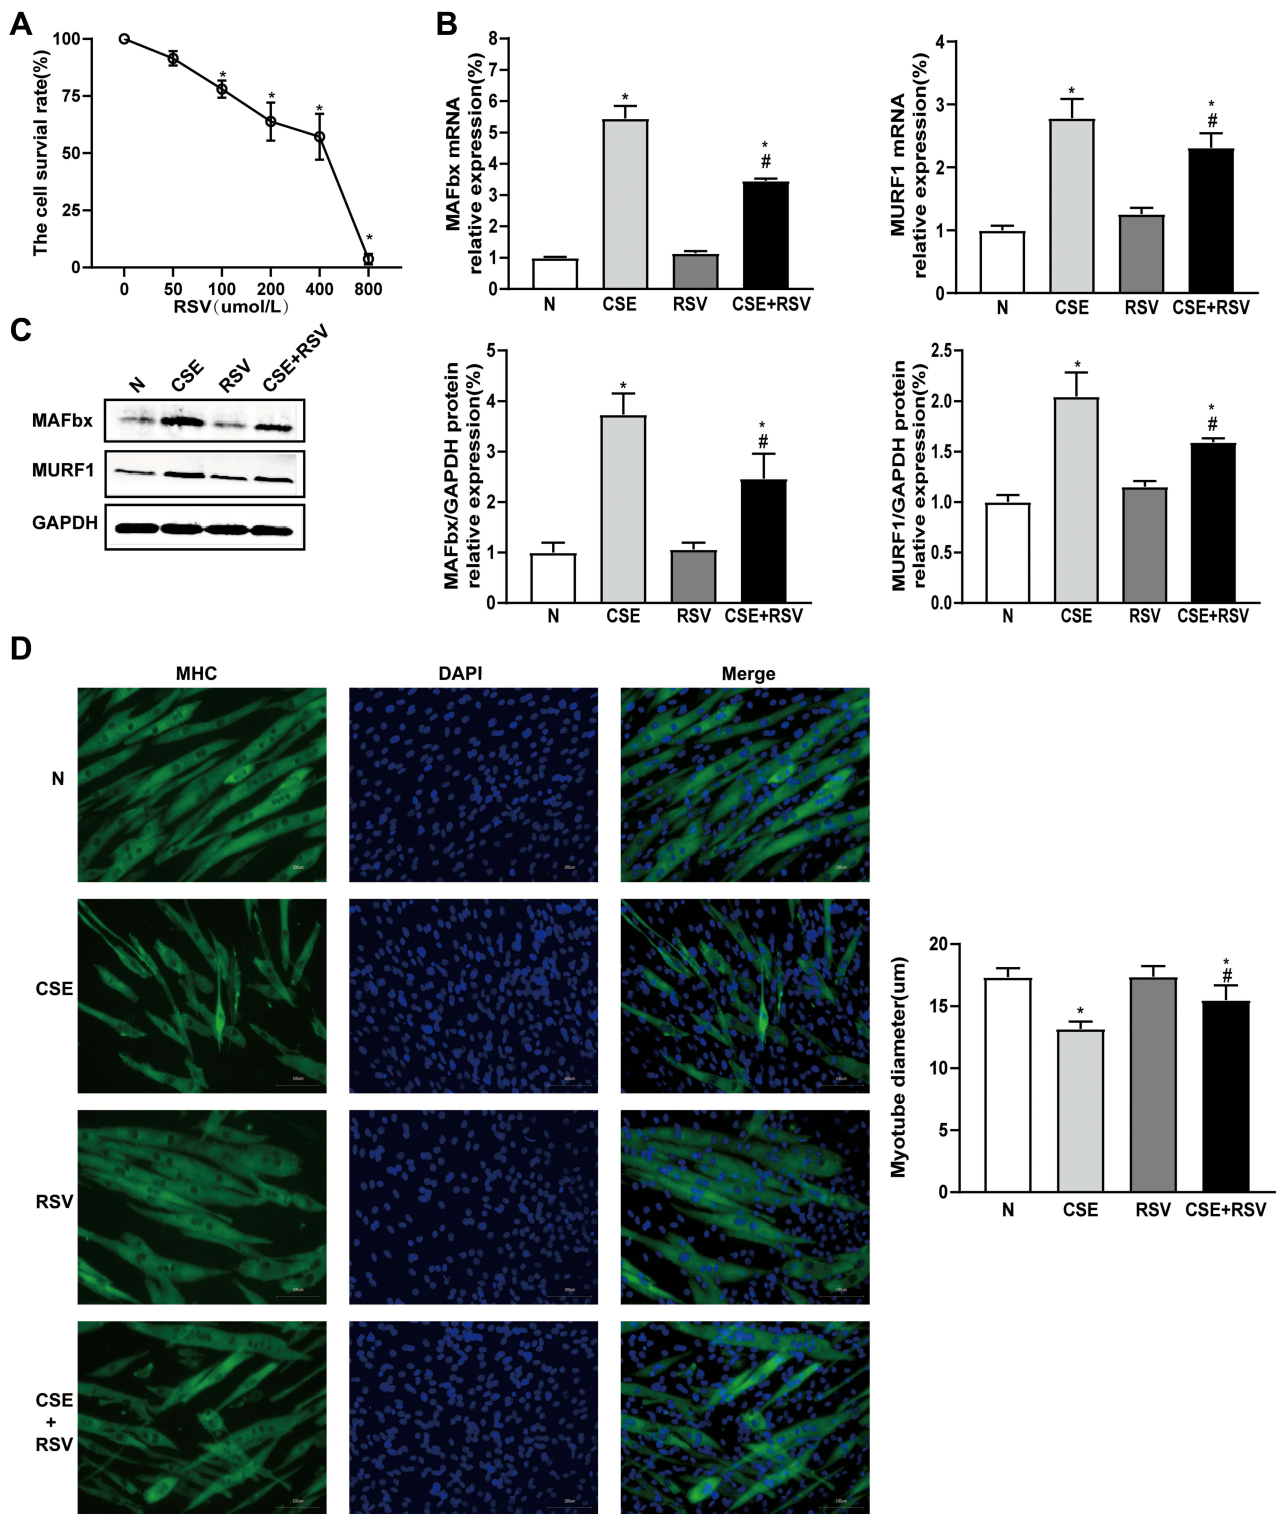 A
100
75
50
25
0
The cell survial rate(%)
*
*
*
*
0 50 100 200 400 800
RSV(umol/L)
B
8
7
6
5
4
3
2
1
0
MAFbx mRNA
relative expression(%)
*
*
#
N CSE RSV CSE+RSV
4
3
2
1
0
MURF1 mRNA
relative expression(%)
*
*
#
N CSE RSV CSE+RSV
C
N CSE RSV CSE+RSV
MAFbx
MURF1
GAPDH
5
4
3
2
1
0
MAFbx/GAPDH protein
relative expression(%)
*
*
#
N CSE RSV CSE+RSV
2.5
2.0
1.5
1.0
0.5
0.0
MURF1/GAPDH protein
relative expression(%)
*
*
#
N CSE RSV CSE+RSV
D
MHC DAPI Merge
N
CSE
RSV
CSE
+
RSV
20
15
10
5
0
Myotube diameter(um)
*
*
#
N CSE RSV CSE+RSV